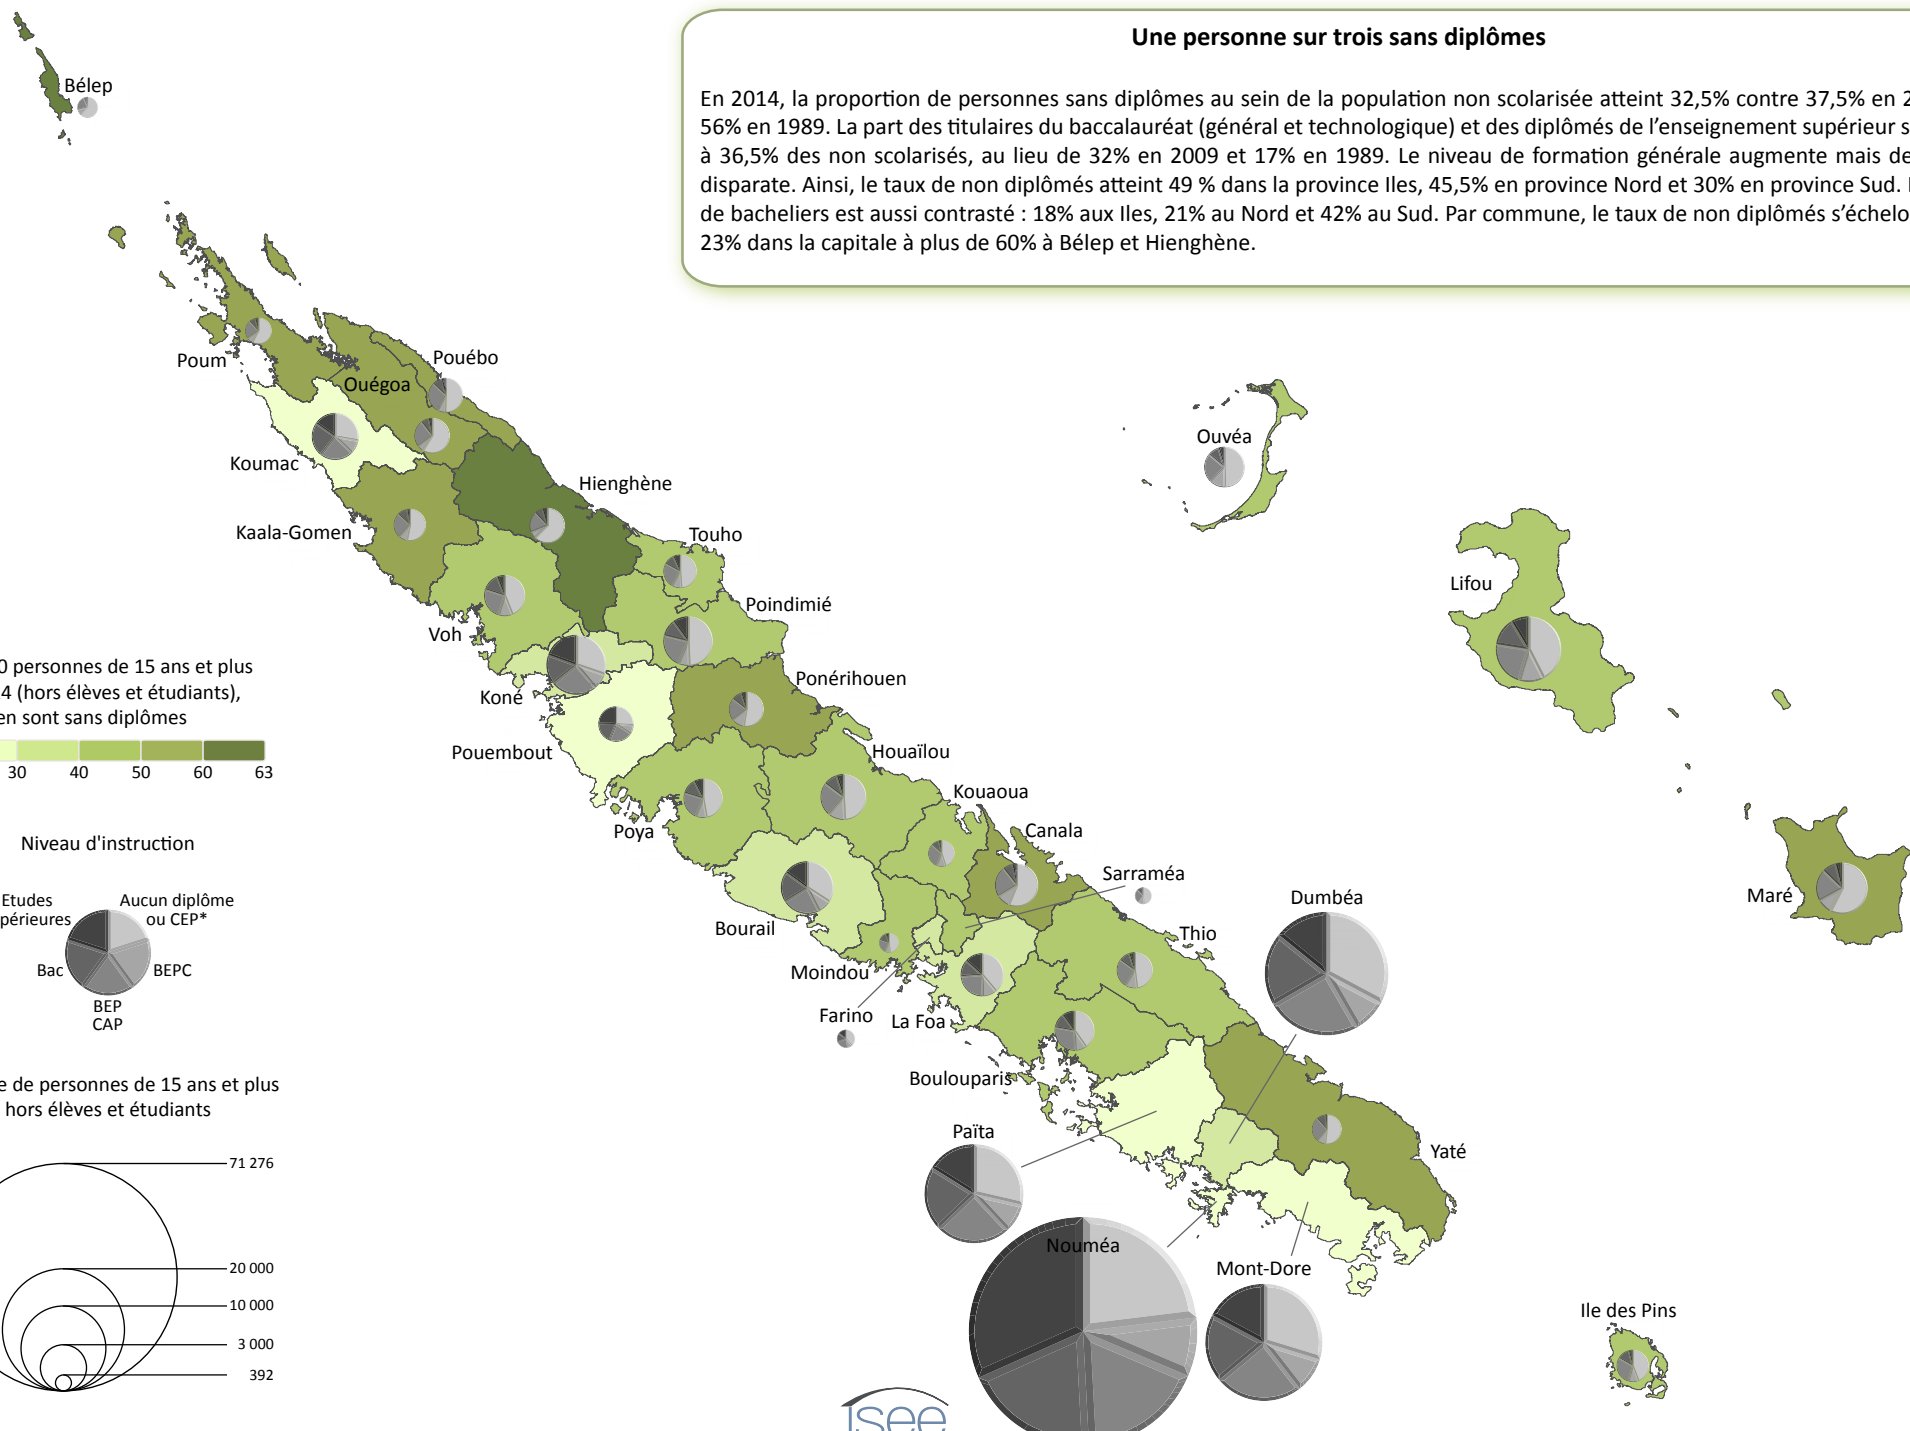 Une personne sur trois sans diplômes
En 2014, la proportion de personnes sans diplômes au sein de la population non scolarisée atteint 32,5% contre 37,5% en 2
56% en 1989. La part des titulaires du baccalauréat (général et technologique) et des diplômés de l'enseignement supérieur s
à 36,5% des non scolarisés, au lieu de 32% en 2009 et 17% en 1989. Le niveau de formation générale augmente mais de
disparate. Ainsi, le taux de non diplômés atteint 49 % dans la province Iles, 45,5% en province Nord et 30% en province Sud.
de bacheliers est aussi contrasté : 18% aux Iles, 21% au Nord et 42% au Sud. Par commune, le taux de non diplômés s'échelo
23% dans la capitale à plus de 60% à Bélep et Hienghène.
Bélep
Poum
Pouébo
Ouégoa
Koumac
Ouvéa
Hienghène
Kaala-Gomen
Touho
Lifou
Poindimié
Voh
0 personnes de 15 ans et plus
4 (hors élèves et étudiants),
en sont sans diplômes
30 40 50 60 63
Ponérihouen
Koné
Pouembout
Houaïlou
Kouaoua
Poya
Canala
Niveau d'instruction
Sarraméa
Etudes
périeures
Aucun diplôme
ou CEP*
Bac
BEPC
BEP
CAP
Dumbéa
Maré
Bourail
Thio
Moindou
Farino
La Foa
Boulouparis
e de personnes de 15 ans et plus
hors élèves et étudiants
71 276
20 000
10 000
3 000
392
Païta
Yaté
Nouméa
Mont-Dore
Ile des Pins
isee